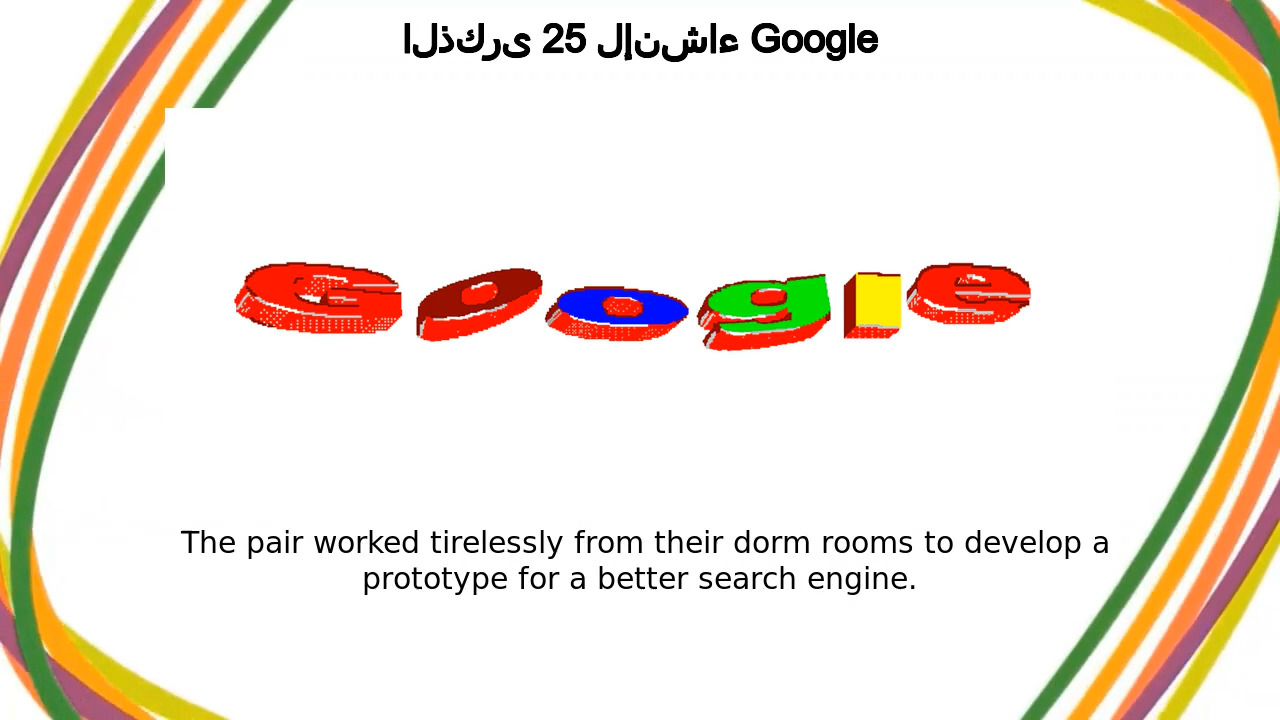 الذكرى 25 لإنشاء Google
Google
The pair worked tirelessly from their dorm rooms to develop a
prototype for a better search engine.